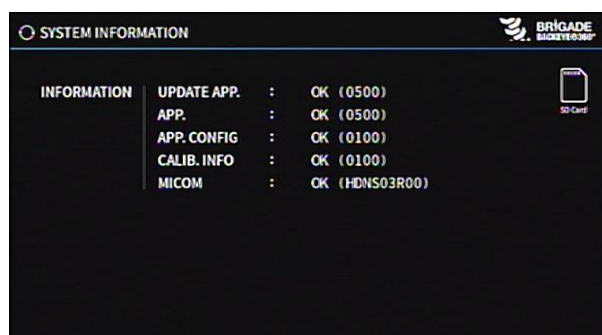 SYSTEM INFORMATION
BRIGADE
BACKEYE®360°
INFORMATION
UPDATE APP. : OK (0500)
APP. : OK (0500)
APP. CONFIG : OK (0100)
CALIB. INFO : OK (0100)
MICOM : OK (HDNS03R00)
SD Card